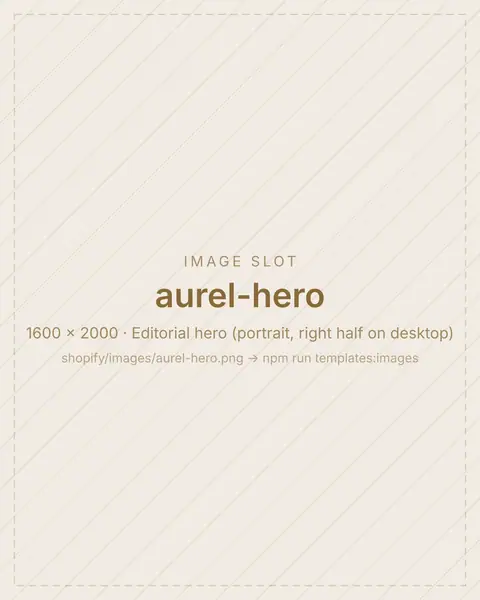 IMAGE SLOT
aurel-hero
1600 × 2000 · Editorial hero (portrait, right half on desktop)
shopify/images/aurel-hero.png → npm run templates:images